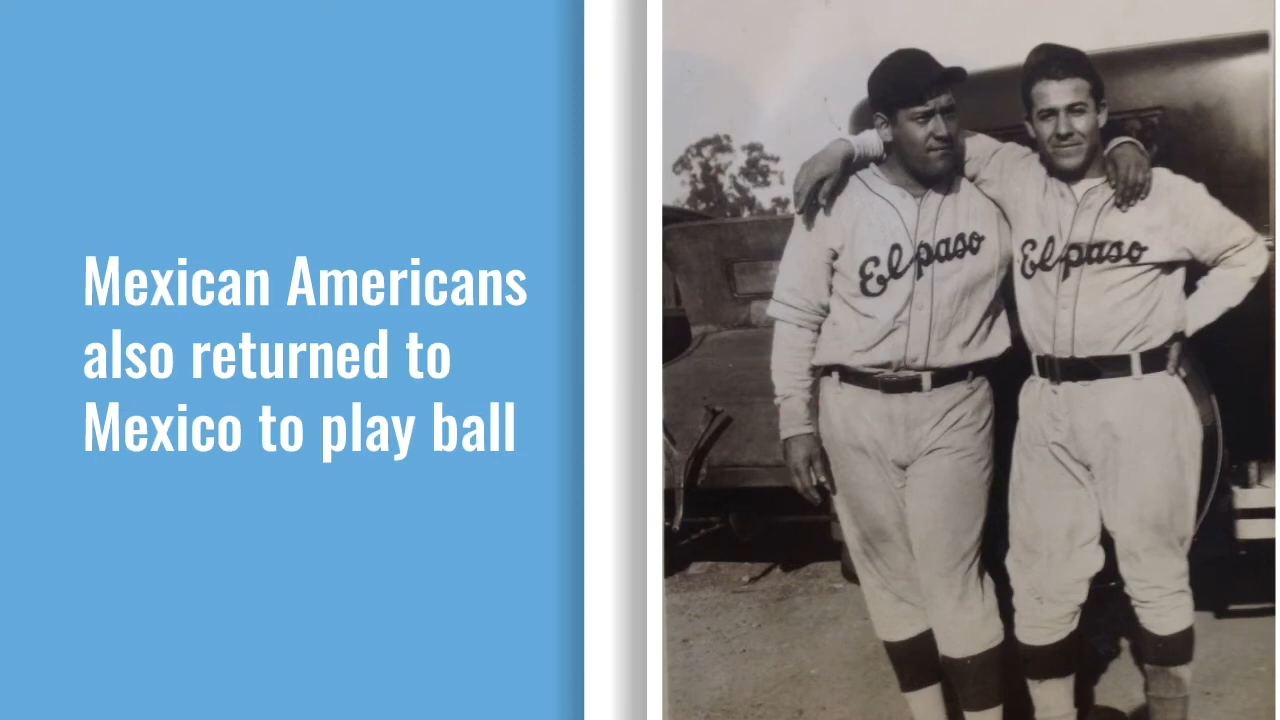 Mexican Americans
also returned to
Mexico to play ball
El paso
El paso